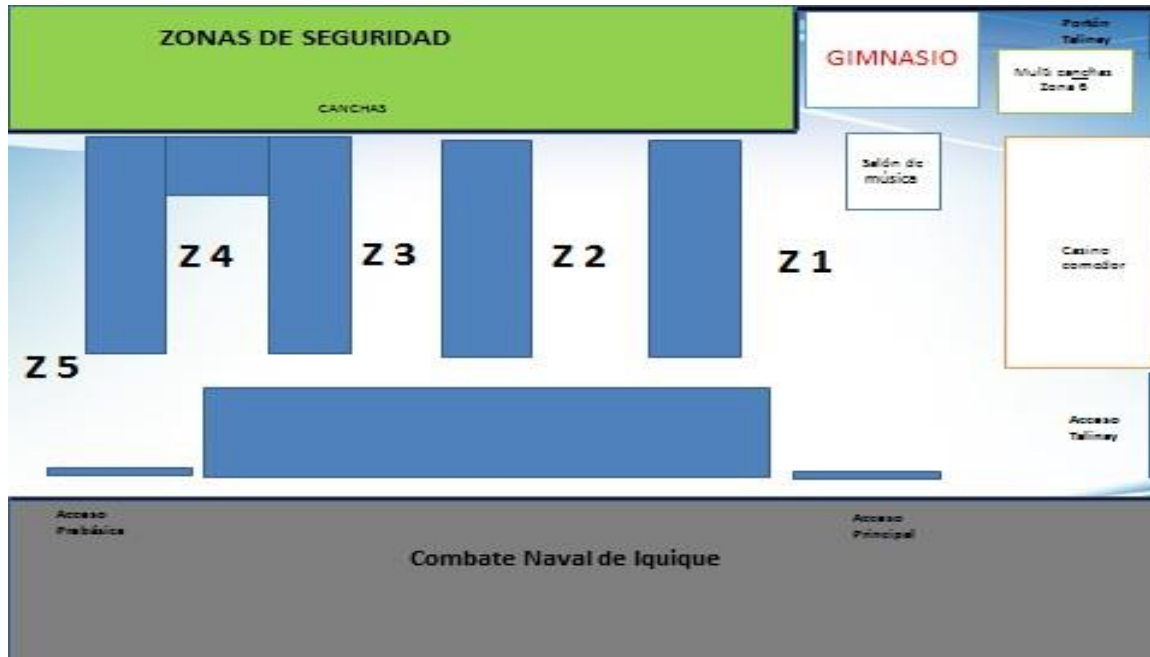 ZONAS DE SEGURIDAD
CANCHAS
GIMNASIO
Portón
Talinay
Multi canchas
Zona 6
Salón de
música
Z 4
Z 3
Z 2
Z 1
Casino
comedor
Z 5
Acceso
Talinay
Acceso
Prebásica
Acceso
Principal
Combate Naval de Iquique